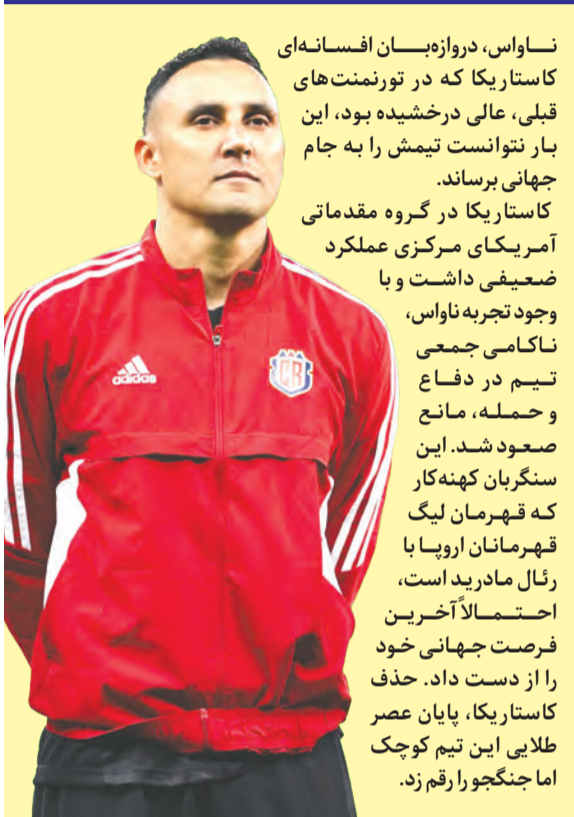 ناواس، دروازه‌بان افسانه‌ای
کاستاریکا که در تورنمنت‌های
قبلی، عالی درخشیده بود، این
بار نتوانست تیمش را به جام
جهانی برساند.
کاستاریکا در گروه مقدماتی
آمریکای مرکزی عملکرد
ضعیفی داشت و با
وجود تجربه ناواس،
ناکامی جمعی
تیم در دفاع
و حمله، مانع
صعود شد. این
سنگربان کهنه‌کار
که قهرمان لیگ
قهرمانان اروپا با
رئال مادرید است،
احتمالاً آخرین
فرصت جهانی خود
را از دست داد. حذف
کاستاریکا، پایان عصر
طلایی این تیم کوچک
اما جنگجو را رقم زد.
adidas
CR